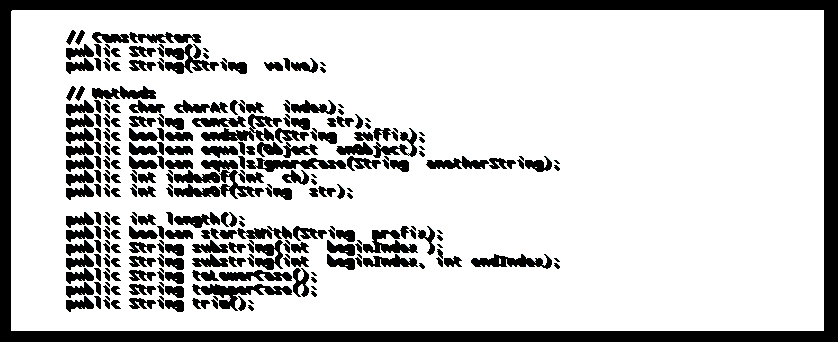 // Constructors
public String();
public String(String value);
// Methods
public char charAt(int index);
public String concat(String str);
public boolean endsWith(String suffix);
public boolean equals(Object anObject);
public boolean equalsIgnoreCase(String anotherString);
public int indexOf(int ch);
public int indexOf(String str);
public int length();
public boolean startsWith(String prefix);
public String substring(int beginIndex );
public String substring(int beginIndex, int endIndex);
public String toLowerCase();
public String toUpperCase();
public String trim();